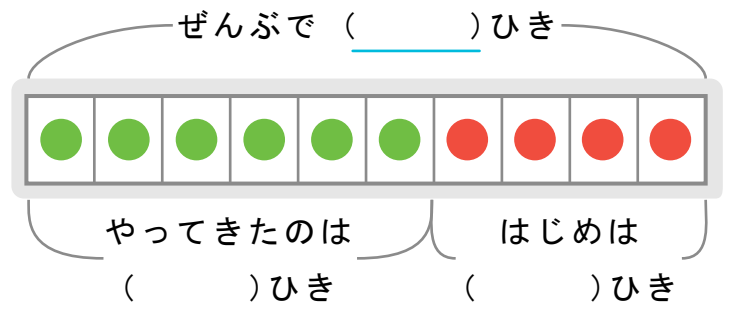 ぜんぶで（　　　）ひき
やってきたのは
（　　　）ひき
はじめは
（　　　）ひき